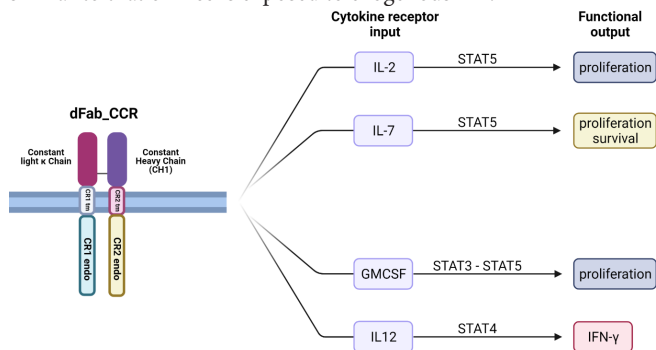 Cytokine receptor
input
Functional
output
IL-2
STAT5
proliferation
dFab_CCR
Constant
light κ Chain
Constant
Heavy Chain
(CH1)
IL-7
STAT5
proliferation
survival
CR1 tm
CR2 tm
CR1 endo
CR2 endo
GMCSF
STAT3 - STAT5
proliferation
IL12
STAT4
IFN-γ